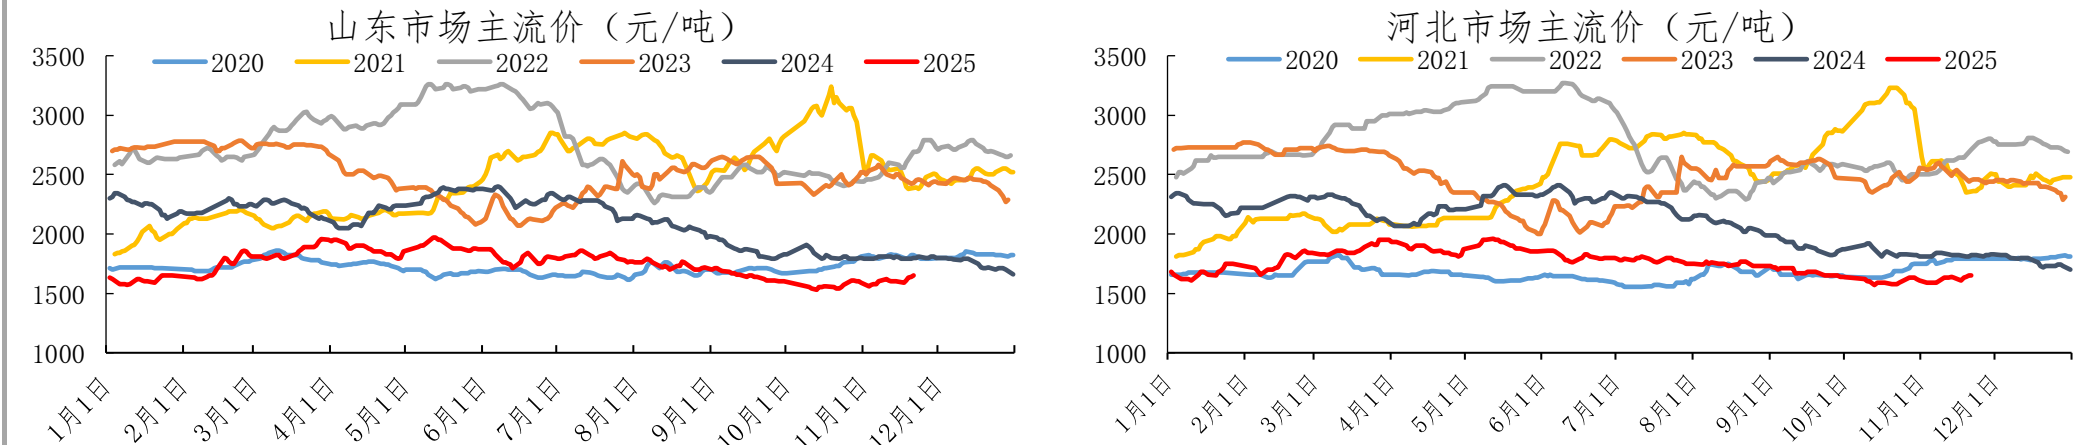 山东市场主流价（元/吨）
3500
2020
2021
2022
2023
2024
2025
3000
2500
2000
1500
1000
1月1日
2月1日
3月1日
4月1日
5月1日
6月1日
7月1日
8月1日
9月1日
10月1日
11月1日
12月1日
河北市场主流价（元/吨）
3500
2020
2021
2022
2023
2024
2025
3000
2500
2000
1500
1000
1月1日
2月1日
3月1日
4月1日
5月1日
6月1日
7月1日
8月1日
9月1日
10月1日
11月1日
12月1日